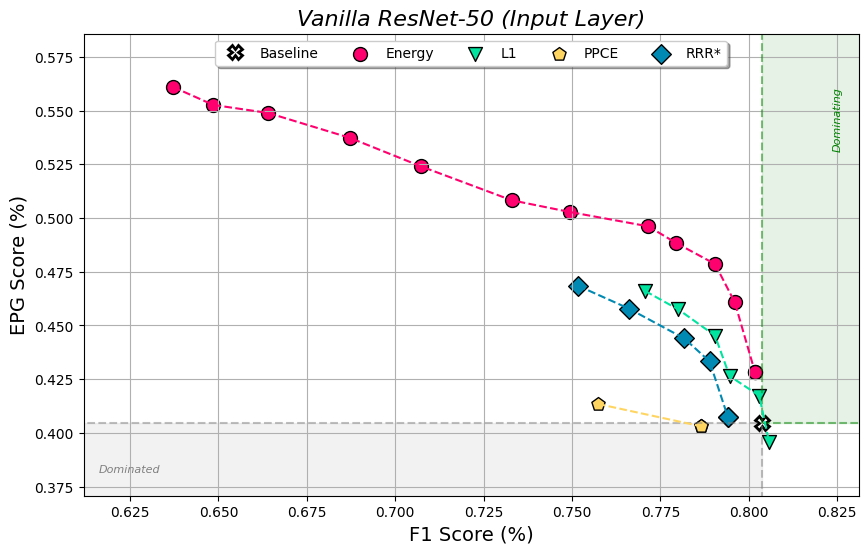 Vanilla ResNet-50 (Input Layer)
Baseline Energy L1 PPCE RRR*
Dominating
Dominated
EPG Score (%)
0.575
0.550
0.525
0.500
0.475
0.450
0.425
0.400
0.375
0.625 0.650 0.675 0.700 0.725 0.750 0.775 0.800 0.825
F1 Score (%)